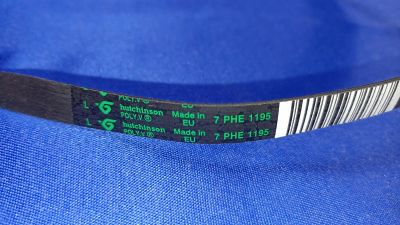 L hutchinson Made in 7 PHE 1195
POLY.V ® EU
L hutchinson Made in 7 PHE 1195
POLY.V ® EU